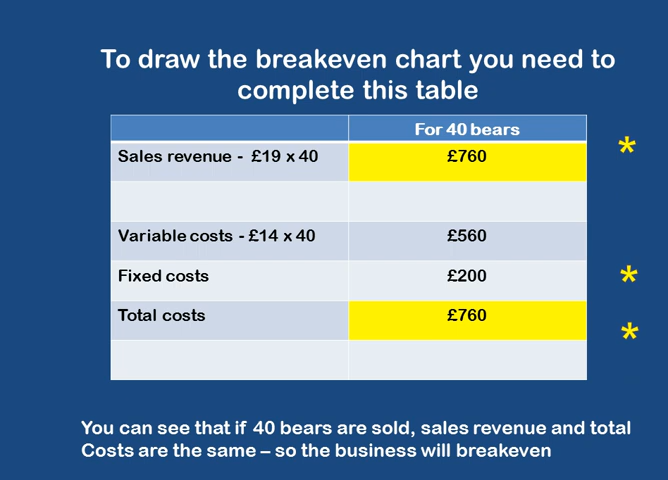 To draw the breakeven chart you need to
complete this table
For 40 bears
Sales revenue - £19 x 40 £760
Variable costs - £14 x 40 £560
Fixed costs £200
Total costs £760
*
*
*
You can see that if 40 bears are sold, sales revenue and total
Costs are the same – so the business will breakeven